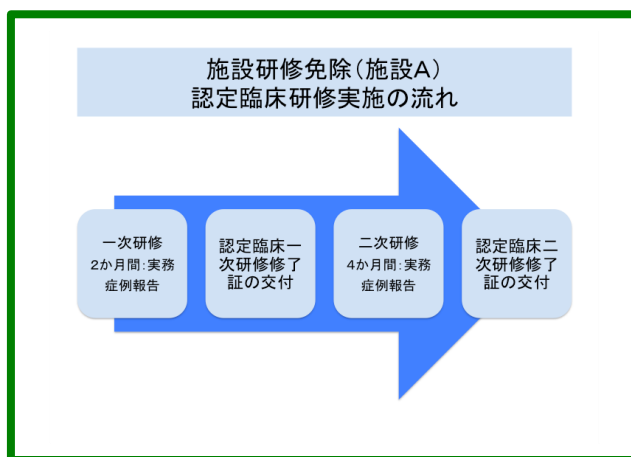 施設研修免除(施設A)
認定臨床研修実施の流れ
一次研修
2か月間:実務
症例報告
認定臨床一
次研修修了
証の交付
二次研修
4か月間:実務
症例報告
認定臨床二
次研修修了
証の交付